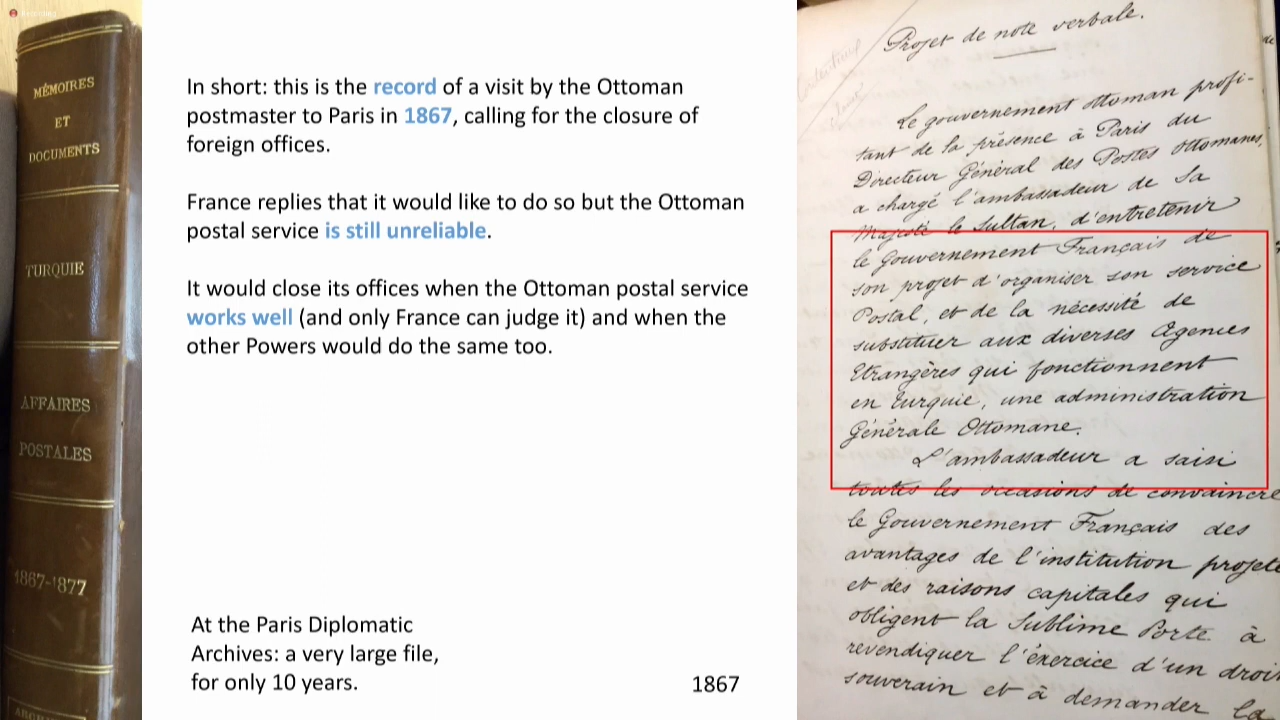 Recording
MÉMOIRES
ET
DOCUMENTS
TURQUIE
AFFAIRES
POSTALES
1867-1877
In short: this is the record of a visit by the Ottoman
postmaster to Paris in 1867, calling for the closure of
foreign offices.
France replies that it would like to do so but the Ottoman
postal service is still unreliable.
It would close its offices when the Ottoman postal service
works well (and only France can judge it) and when the
other Powers would do the same too.
At the Paris Diplomatic
Archives: a very large file,
for only 10 years.
1867
Projet de note verbale.
Le gouvernement ottoman profi-
tant de la présence à Paris du
Directeur Général des Postes Ottomanes,
a chargé l'ambassadeur de Sa
Majesté le Sultan, d'entretenir
le Gouvernement Français de
son projet d'organiser son service
Postal, et de la nécessité de
substituer aux diverses Agences
Etrangères qui fonctionnent
en Turquie, une administration
Générale Ottomane.
L'ambassadeur a saisi
toutes les occasions de convaincre
le Gouvernement Français des
avantages de l'institution projeté
et des raisons capitales qui
obligent la Sublime Porte à
revendiquer l'éxercice d'un droit
souverain et à demander la